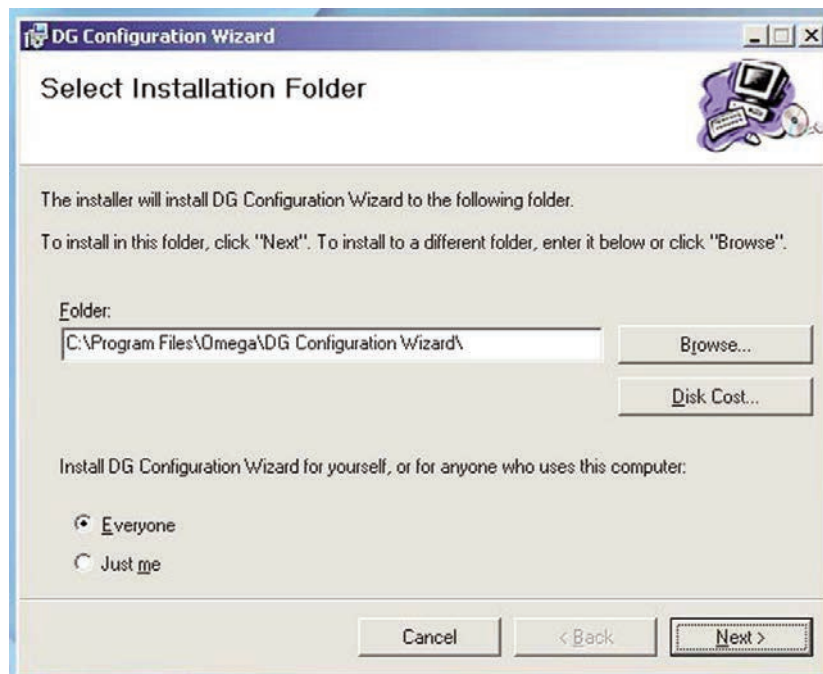 DG Configuration Wizard
Select Installation Folder
The installer will install DG Configuration Wizard to the following folder.
To install in this folder, click "Next". To install to a different folder, enter it below or click "Browse".
Folder:
C:\Program Files\Omega\DG Configuration Wizard\
Browse...
Disk Cost...
Install DG Configuration Wizard for yourself, or for anyone who uses this computer:
Everyone
Just me
Cancel
< Back
Next >